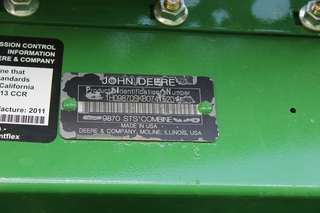 SSION CONTROL
INFORMATION
E & COMPANY
ne that
tandards
California
13 CCR
facture: 2011
entflex
JOHN DEERE
Product Identification Number
9870 STS COMBINE
MADE IN USA
DEERE & COMPANY, MOLINE, ILLINOIS, USA